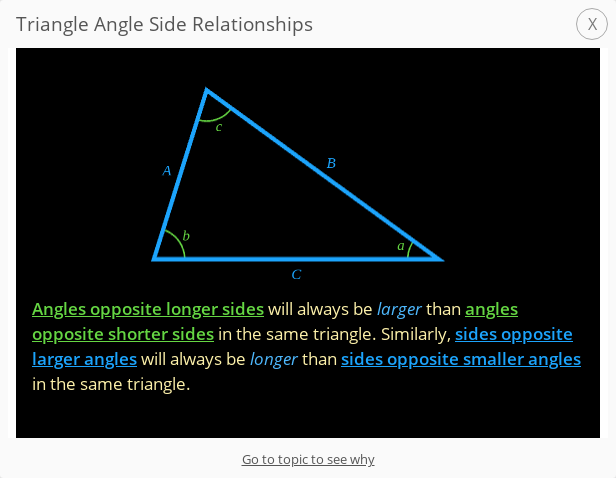 Triangle Angle Side Relationships
X
c
A
B
b
a
C
Angles opposite longer sides will always be larger than angles
opposite shorter sides in the same triangle. Similarly, sides opposite
larger angles will always be longer than sides opposite smaller angles
in the same triangle.
Go to topic to see why